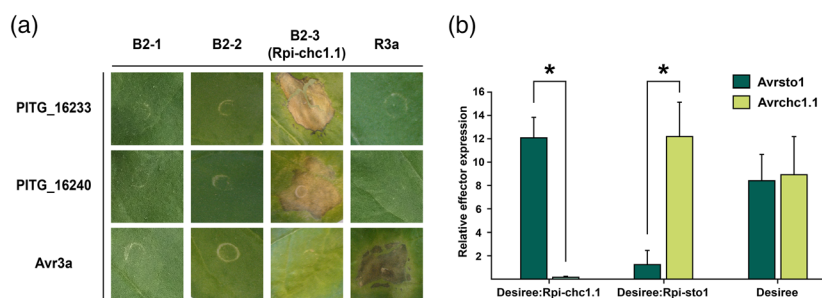 (a)
B2-1 B2-2 B2-3 R3a
(Rpi-chc1.1)
PITG_16233
PITG_16240
Avr3a
(b)
* *
Avrsto1
Avrchc1.1
Relative effector expression
16
14
12
10
8
6
4
2
Desiree:Rpi-chc1.1 Desiree:Rpi-sto1 Desiree